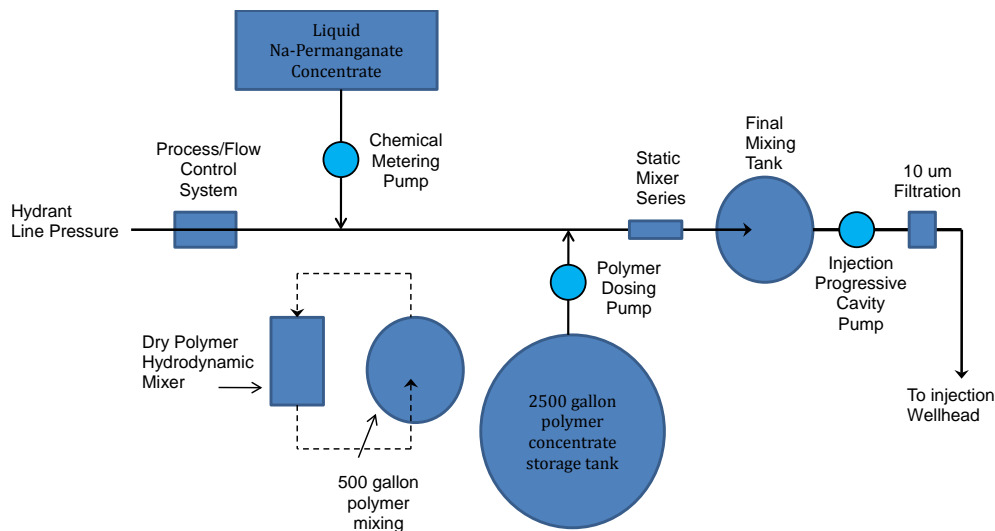 Liquid
Na-Permanganate
Concentrate
Process/Flow
Control
System
Chemical
Metering
Pump
Hydrant
Line Pressure
Static
Mixer
Series
Final
Mixing
Tank
10 um
Filtration
Polymer
Dosing
Pump
Injection
Progressive
Cavity
Pump
Dry Polymer
Hydrodynamic
Mixer
500 gallon
polymer
mixing
2500 gallon
polymer
concentrate
storage tank
To injection
Wellhead